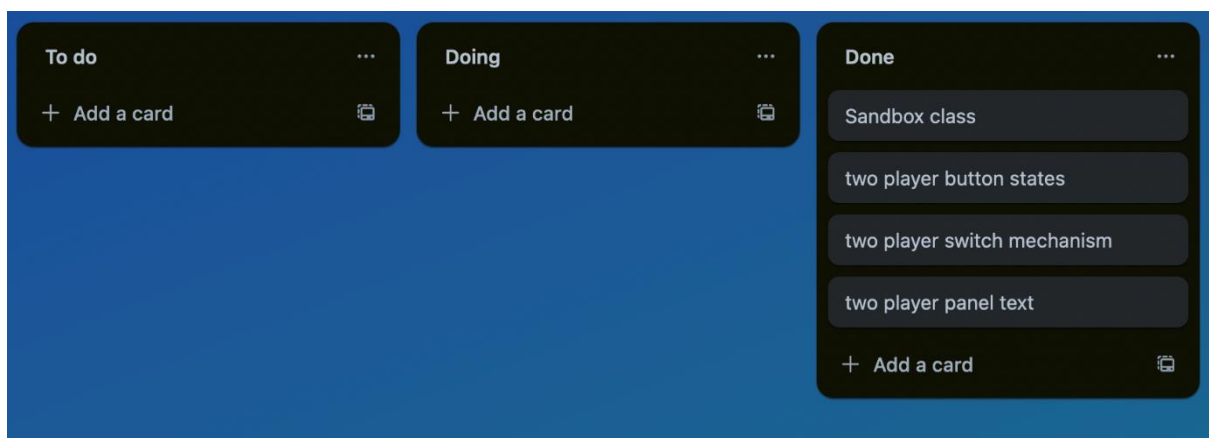 To do
Add a card
Doing
Add a card
Done
Sandbox class
two player button states
two player switch mechanism
two player panel text
Add a card